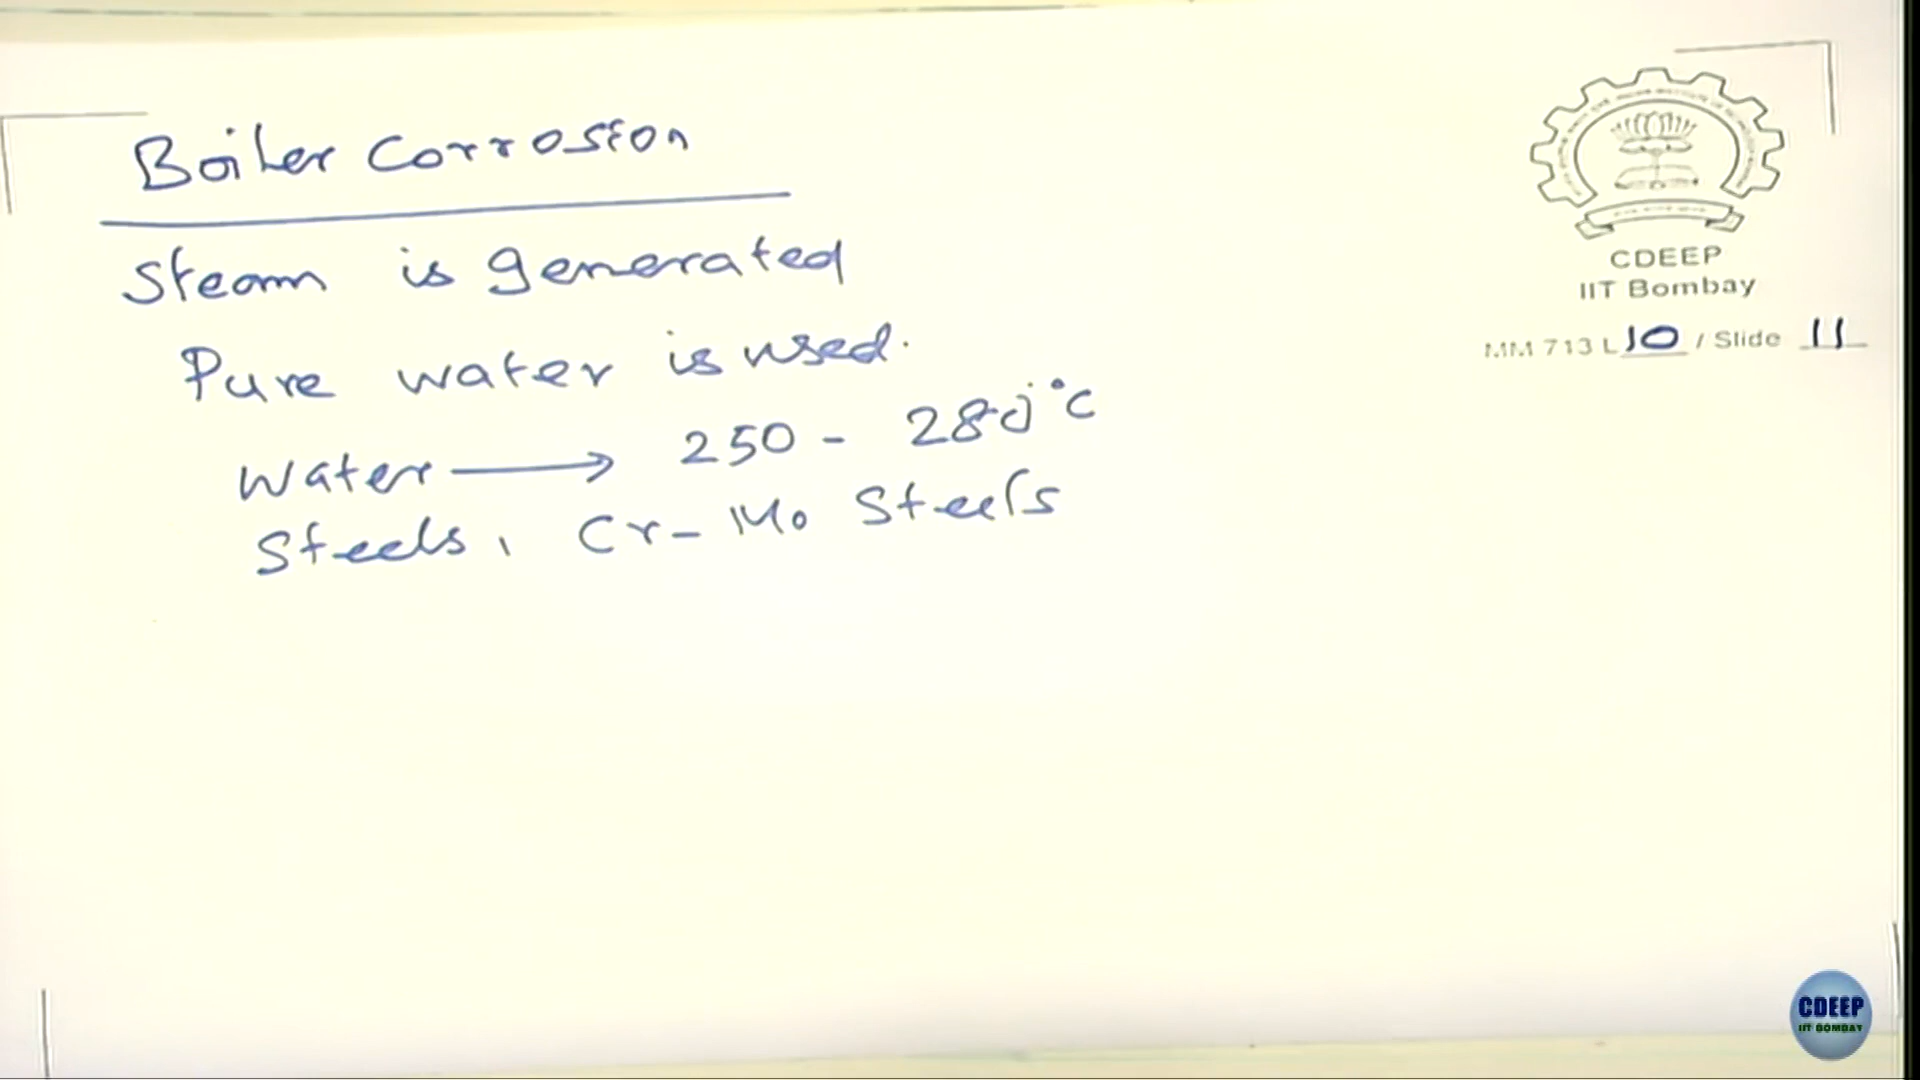 Boiler Corrosion
Steam is generated
Pure water is used.
Water → 250 - 280°C
Steels, Cr-Mo Steels
CDEEP
IIT Bombay
MM 713 L 10 / Slide 11
CDEEP
IIT BOMBAY